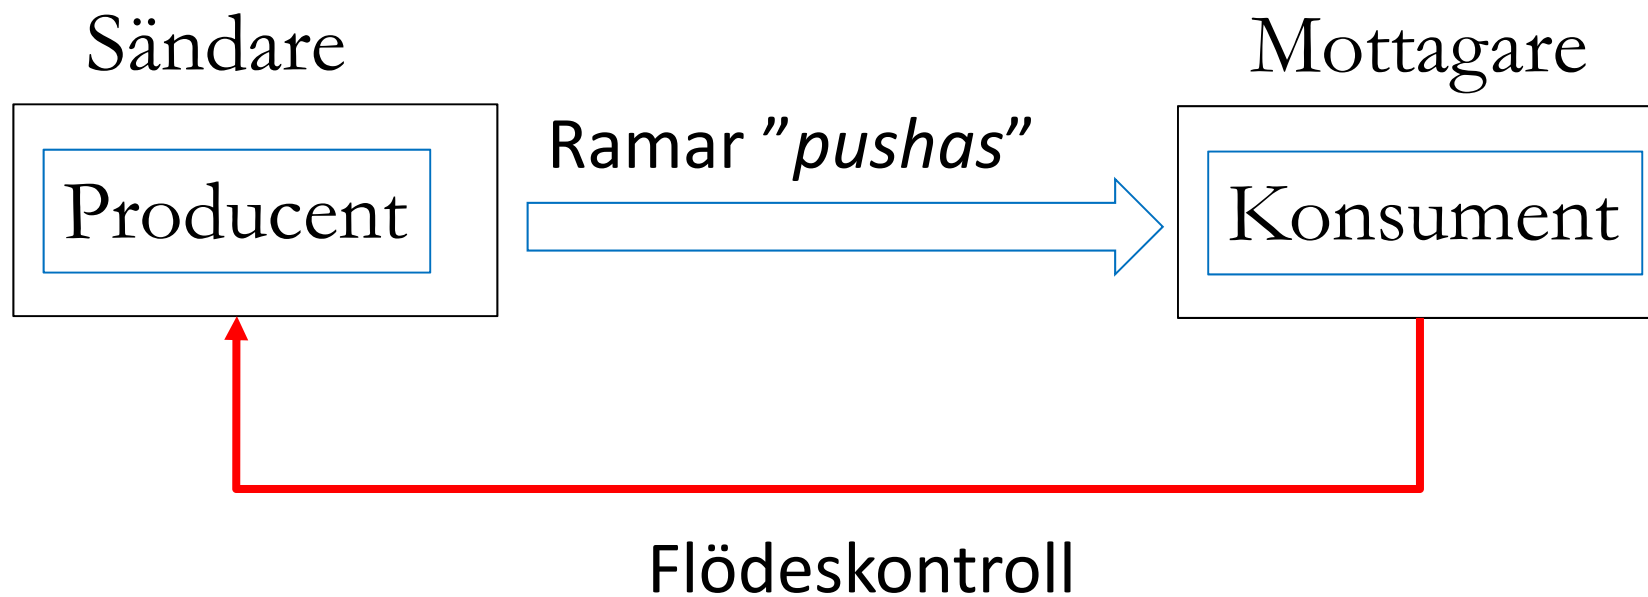 Sändare
Mottagare
Ramar ”pushas”
Producent
Konsument
Flödeskontroll